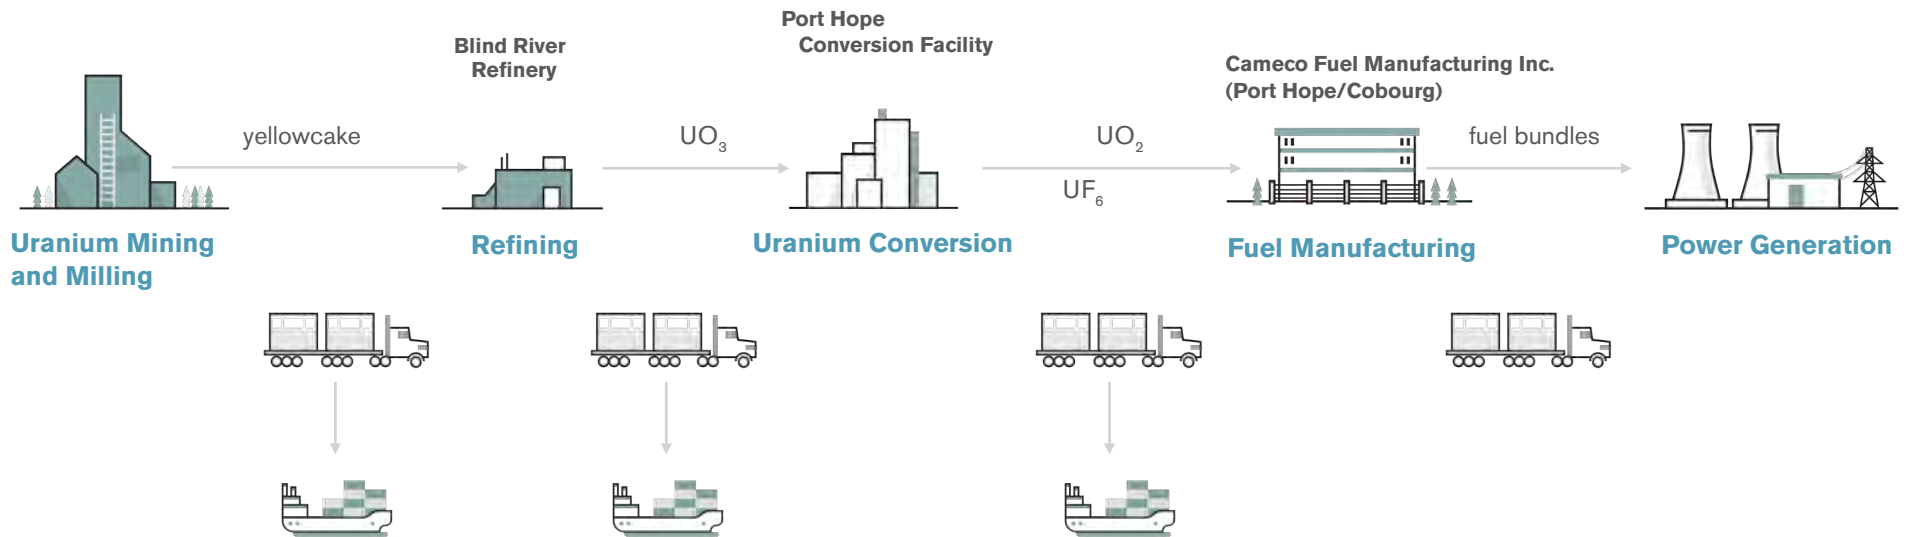 Blind River
Refinery
Port Hope
Conversion Facility
Cameco Fuel Manufacturing Inc.
(Port Hope/Cobourg)
yellowcake
UO₃
UO₂
UF₆
fuel bundles
Uranium Mining
and Milling
Refining
Uranium Conversion
Fuel Manufacturing
Power Generation